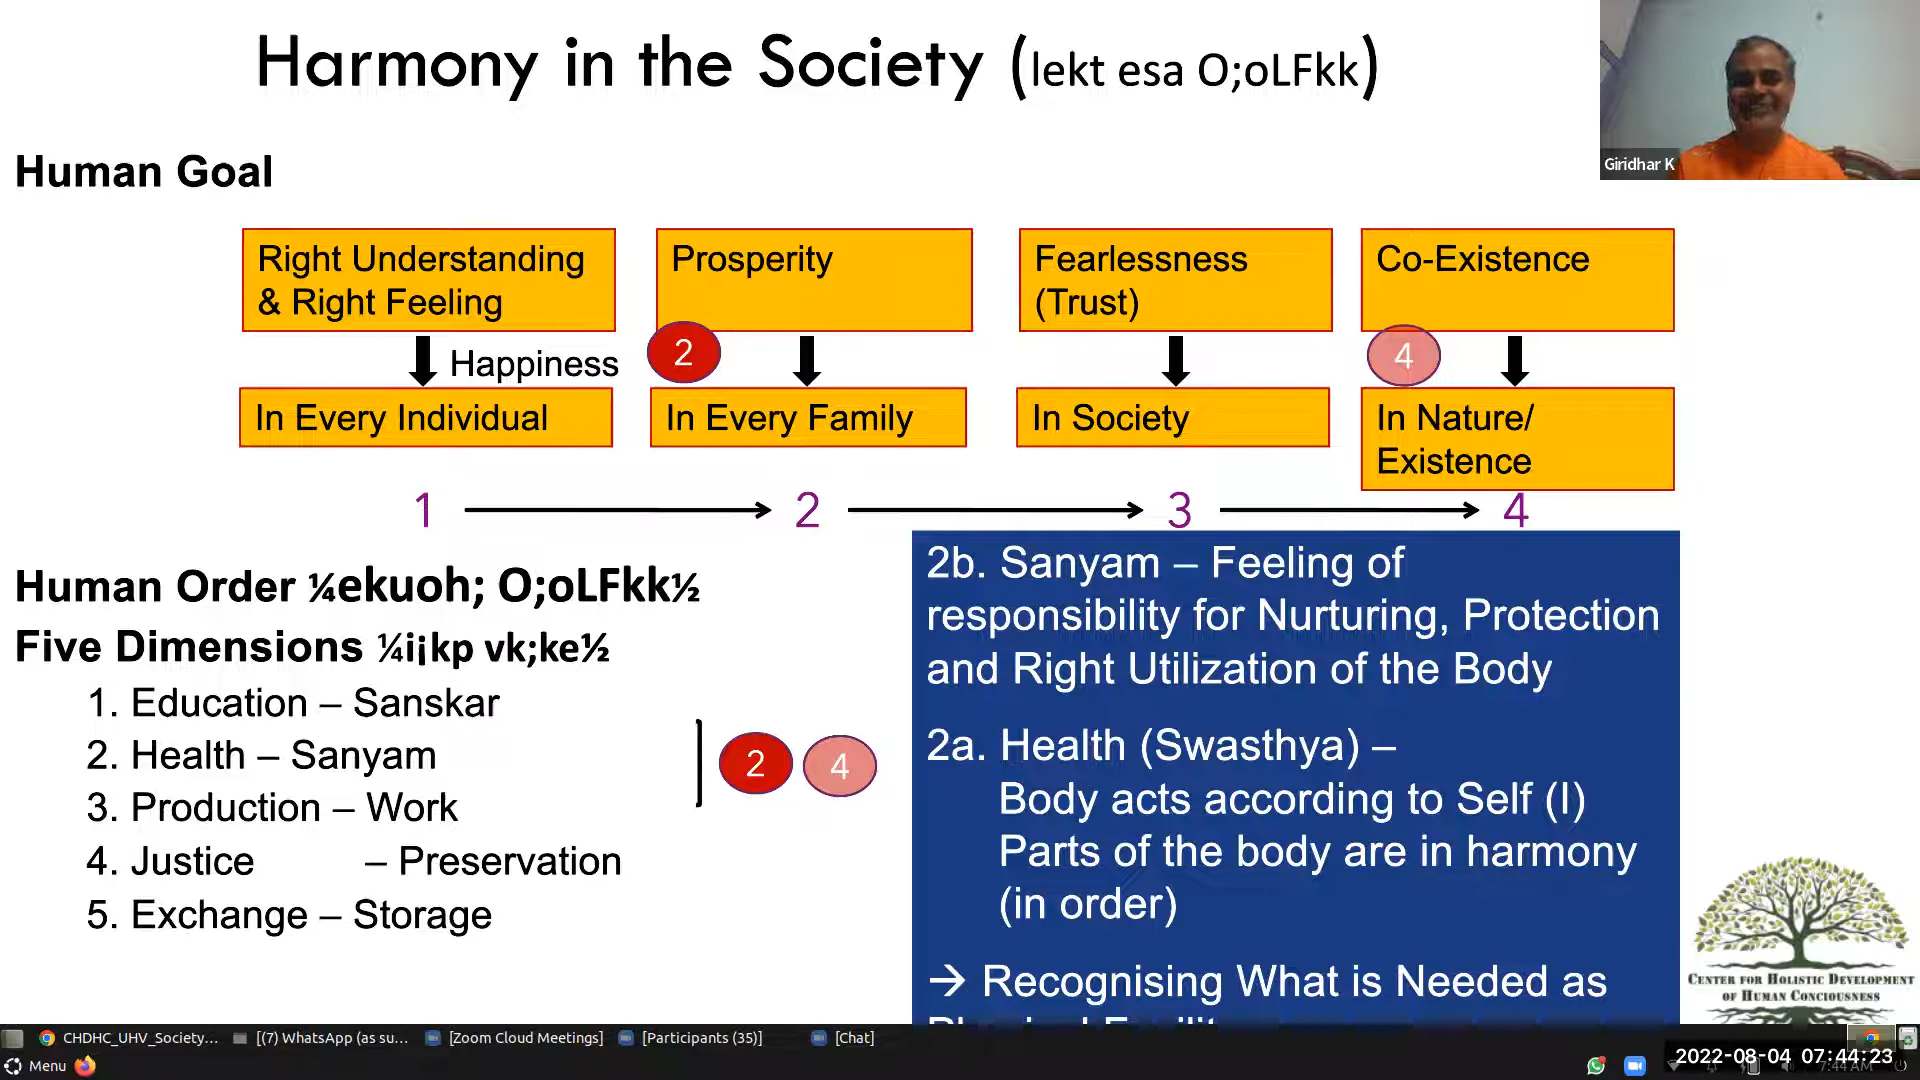 Harmony in the Society (lekt esa O;oLFkk)
Giridhar K
Human Goal
Right Understanding
& Right Feeling
Prosperity
Fearlessness
(Trust)
Co-Existence
Happiness
2
4
In Every Individual
In Every Family
In Society
In Nature/
Existence
1
2
3
4
Human Order ¼ekuoh; O;oLFkk½
Five Dimensions ¼i¡kp vk;ke½
1. Education – Sanskar
2. Health – Sanyam
3. Production – Work
4. Justice – Preservation
5. Exchange – Storage
2
4
2b. Sanyam – Feeling of
responsibility for Nurturing, Protection
and Right Utilization of the Body
2a. Health (Swasthya) –
Body acts according to Self (I)
Parts of the body are in harmony
(in order)
→ Recognising What is Needed as
CENTER FOR HOLISTIC DEVELOPMENT
OF HUMAN CONCIOUSNESS
CHDHC_UHV_Society...
[(7) WhatsApp (as su...
[Zoom Cloud Meetings]
[Participants (35)]
[Chat]
Menu
2022-08-04 07:44:23
7:44 AM